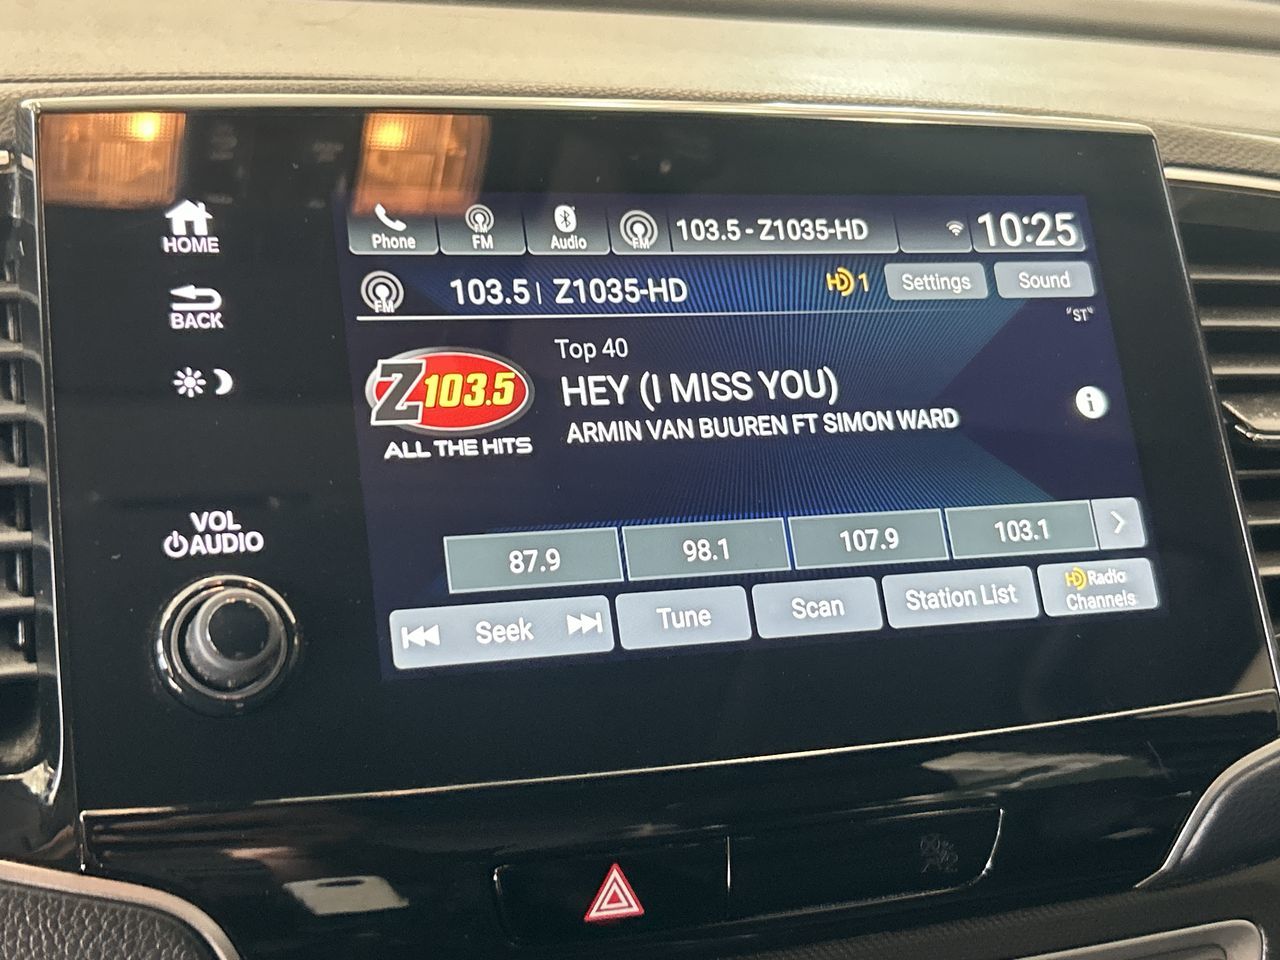 HOME
BACK
VOL
AUDIO
Phone
FM
Audio
FM
103.5 - Z1035-HD
10:25
FM
103.5 | Z1035-HD
HD 1
Settings
Sound
"ST"
Z103.5
ALL THE HITS
Top 40
HEY (I MISS YOU)
ARMIN VAN BUUREN FT SIMON WARD
i
87.9
98.1
107.9
103.1
Seek
Tune
Scan
Station List
HD Radio
Channels